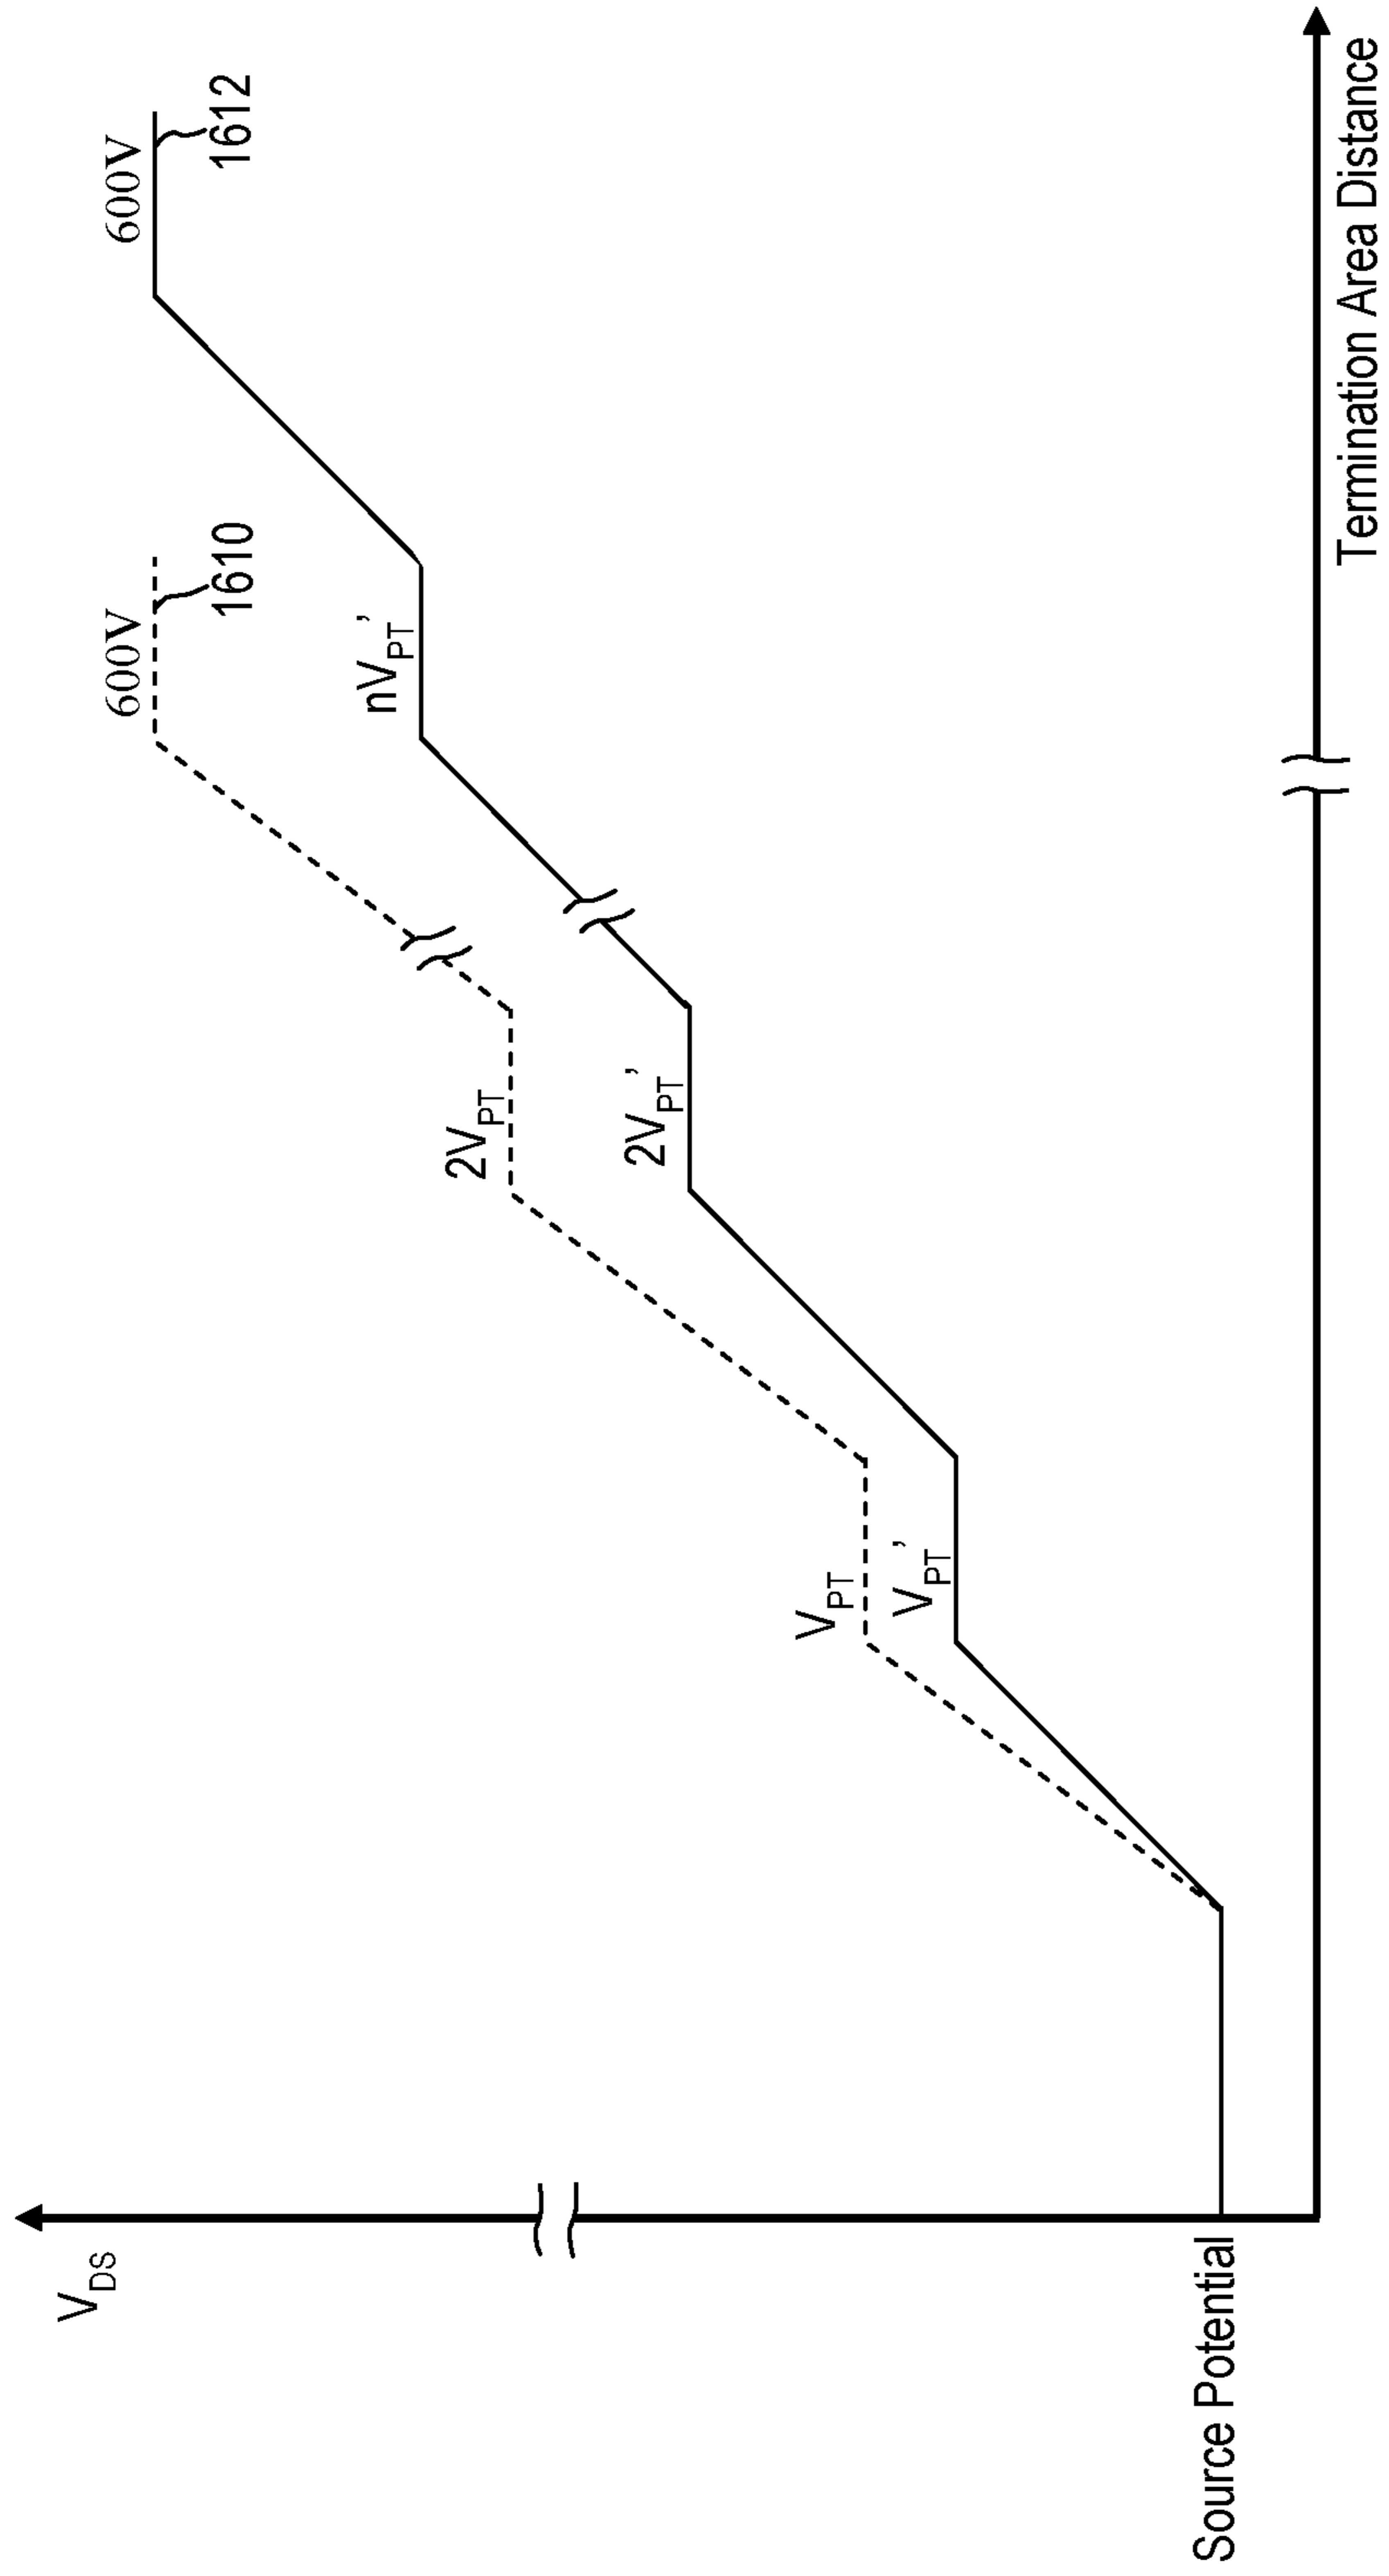 V_DS
600V
1610
600V
1612
2V_PT
nV_PT'
V_PT
2V_PT'
V_PT'
Source Potential
Termination Area Distance